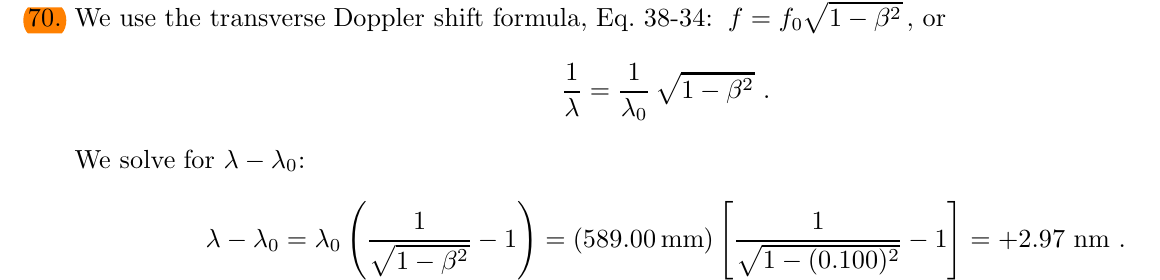 70. We use the transverse Doppler shift formula, Eq. 38-34: f = f₀√(1 − β²), or
1/λ = 1/λ₀ √(1 − β²) .
We solve for λ − λ₀:
λ − λ₀ = λ₀ (1/√(1 − β²) − 1) = (589.00 mm) [1/√(1 − (0.100)²) − 1] = +2.97 nm .